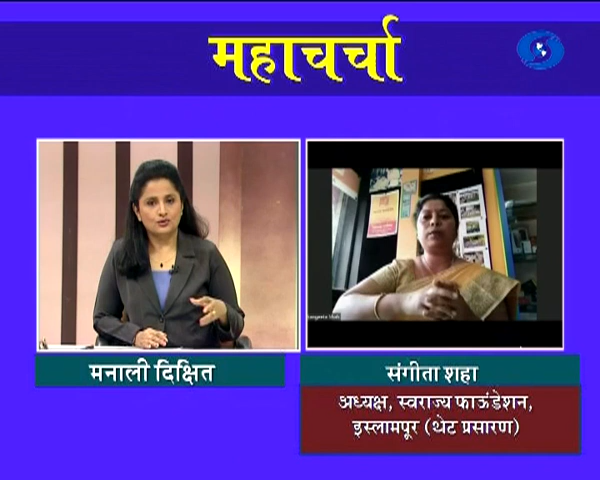 महाचर्चा
मनाली दिक्षित
संगीता शहा
अध्यक्ष, स्वराज्य फाऊंडेशन,
इस्लामपूर (थेट प्रसारण)